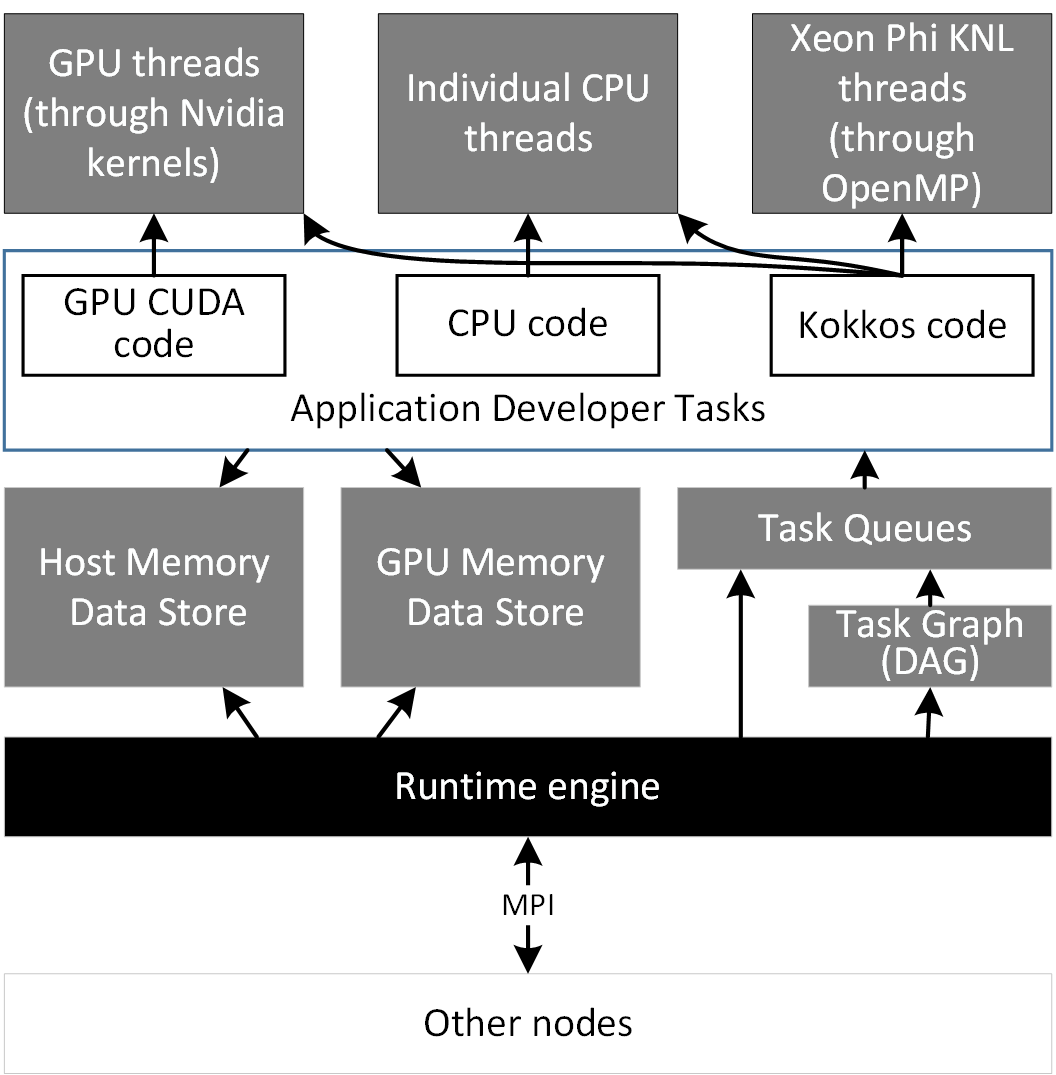 GPU threads
(through Nvidia
kernels)
Individual CPU
threads
Xeon Phi KNL
threads
(through
OpenMP)
GPU CUDA
code
CPU code
Kokkos code
Application Developer Tasks
Host Memory
Data Store
GPU Memory
Data Store
Task Queues
Task Graph
(DAG)
Runtime engine
MPI
Other nodes